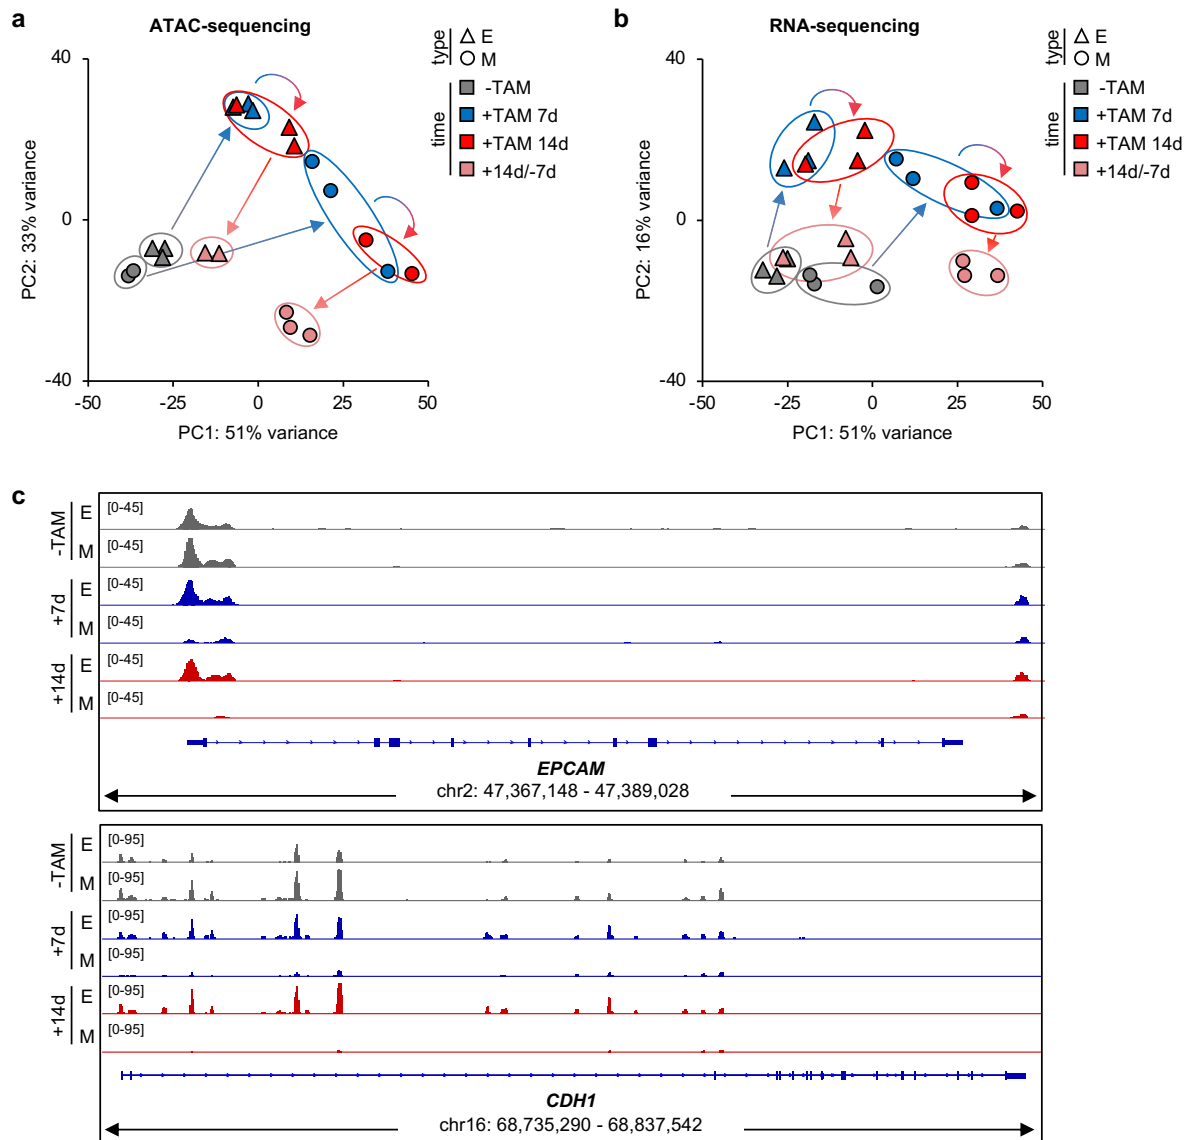 a
ATAC-sequencing
type
E
M
time
-TAM
+TAM 7d
+TAM 14d
+14d/-7d
40
0
-40
PC2: 33% variance
-50 -25 0 25 50
PC1: 51% variance
b
RNA-sequencing
type
E
M
time
-TAM
+TAM 7d
+TAM 14d
+14d/-7d
40
0
-40
PC2: 16% variance
-50 -25 0 25 50
PC1: 51% variance
c
-TAM
E [0-45]
M [0-45]
+7d
E [0-45]
M [0-45]
+14d
E [0-45]
M [0-45]
EPCAM
chr2: 47,367,148 - 47,389,028
-TAM
E [0-95]
M [0-95]
+7d
E [0-95]
M [0-95]
+14d
E [0-95]
M [0-95]
CDH1
chr16: 68,735,290 - 68,837,542